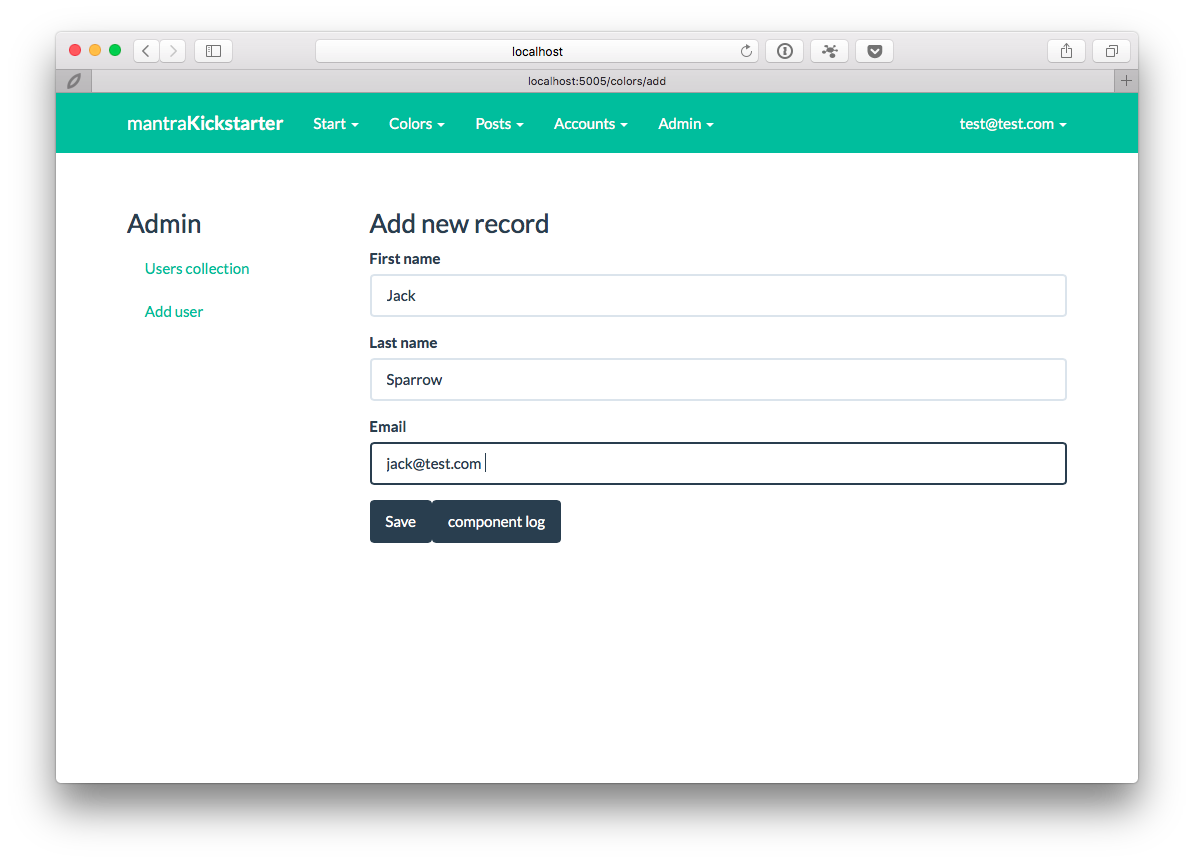 localhost
localhost:5005/colors/add
mantraKickstarter Start Colors Posts Accounts Admin test@test.com
Admin
Users collection
Add user
Add new record
First name
Jack
Last name
Sparrow
Email
jack@test.com
Save component log